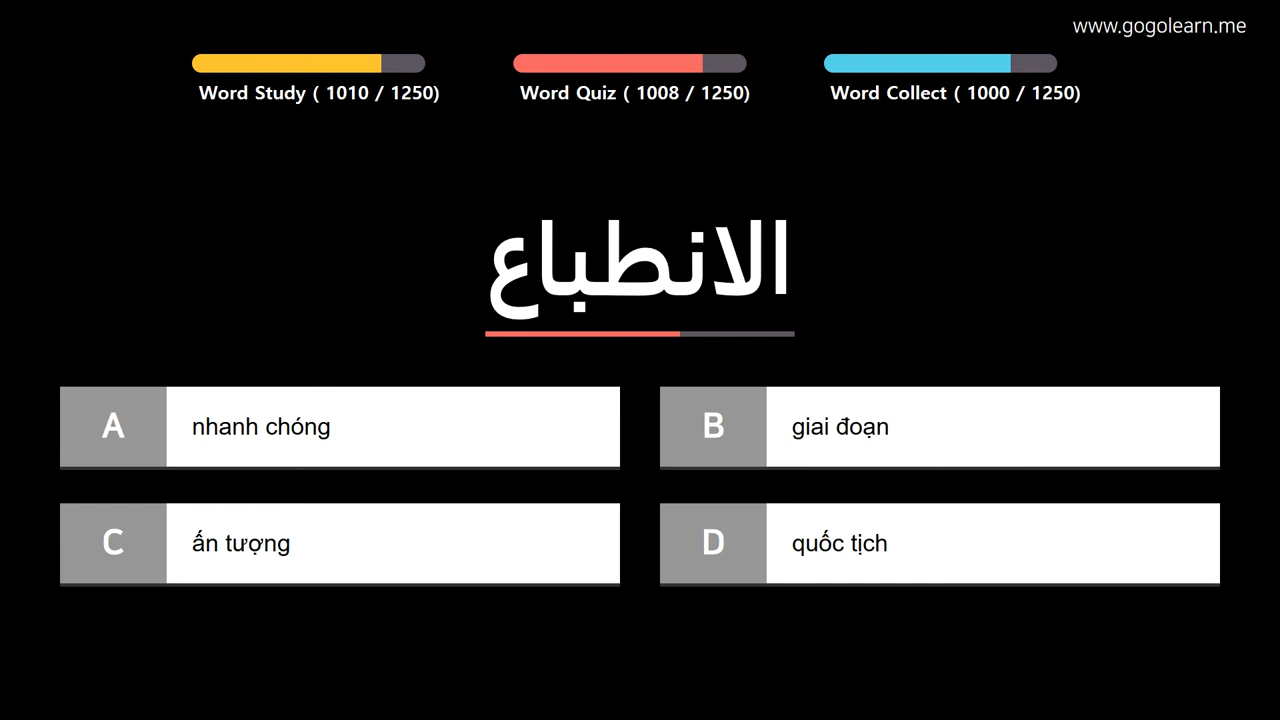 www.gogolearn.me
Word Study ( 1010 / 1250)
Word Quiz ( 1008 / 1250)
Word Collect ( 1000 / 1250)
الانطباع
A
nhanh chóng
B
giai đoạn
C
ấn tượng
D
quốc tịch